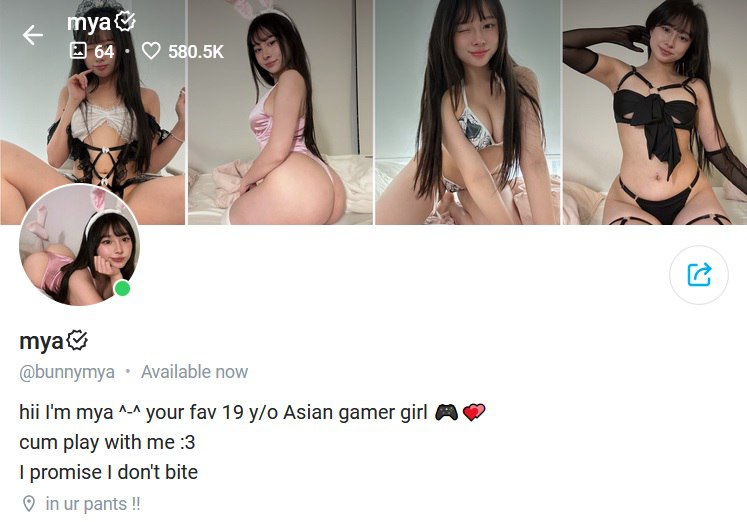 mya
64 • 580.5K
mya
@bunnymya • Available now
hii I'm mya ^-^ your fav 19 y/o Asian gamer girl 🎮 💞
cum play with me :3
I promise I don't bite
in ur pants !!